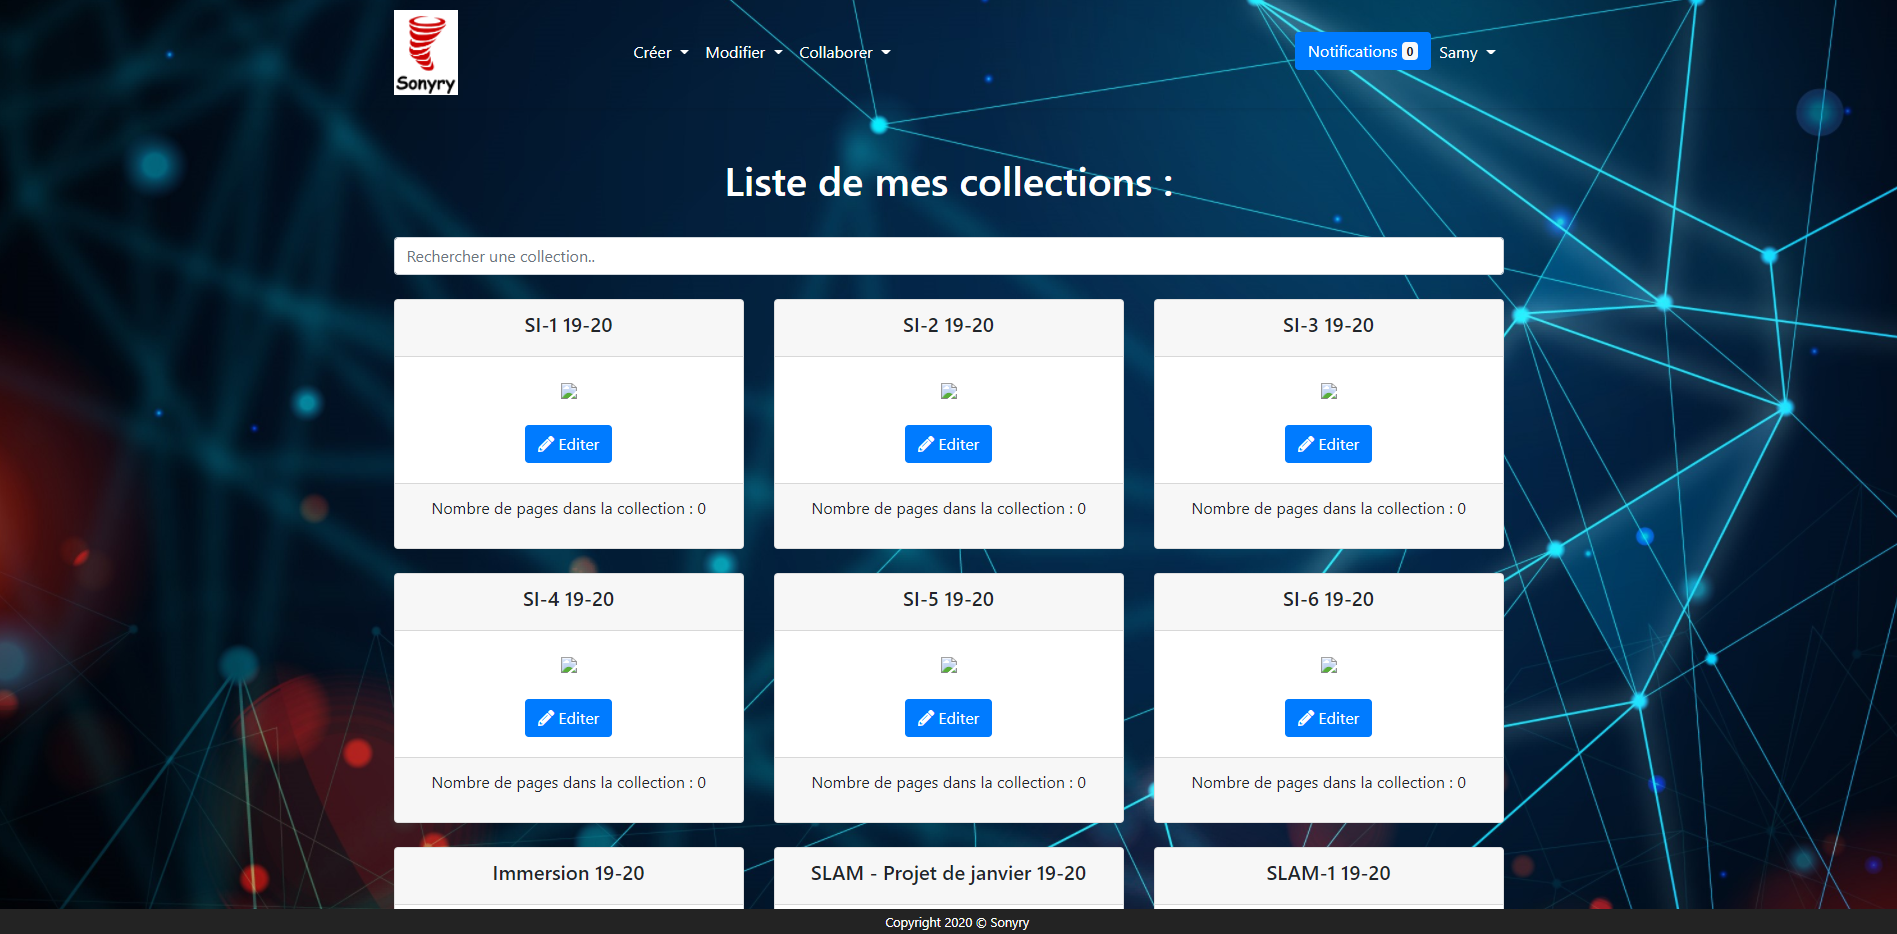 Sonyry
Créer Modifier Collaborer Notifications 0 Samy
Liste de mes collections :
Rechercher une collection..
SI-1 19-20
SI-2 19-20
SI-3 19-20
Editer
Editer
Editer
Nombre de pages dans la collection : 0
Nombre de pages dans la collection : 0
Nombre de pages dans la collection : 0
SI-4 19-20
SI-5 19-20
SI-6 19-20
Editer
Editer
Editer
Nombre de pages dans la collection : 0
Nombre de pages dans la collection : 0
Nombre de pages dans la collection : 0
Immersion 19-20
SLAM - Projet de janvier 19-20
SLAM-1 19-20
Copyright 2020 © Sonyry